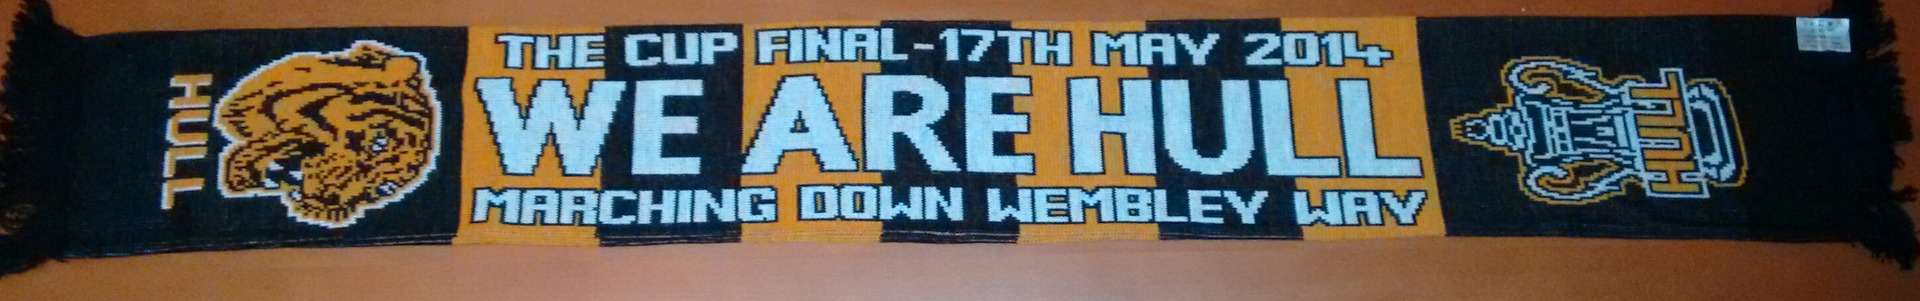 HULL
THE CUP FINAL-17TH MAY 2014
WE ARE HULL
MARCHING DOWN WEMBLEY WAY
HULL